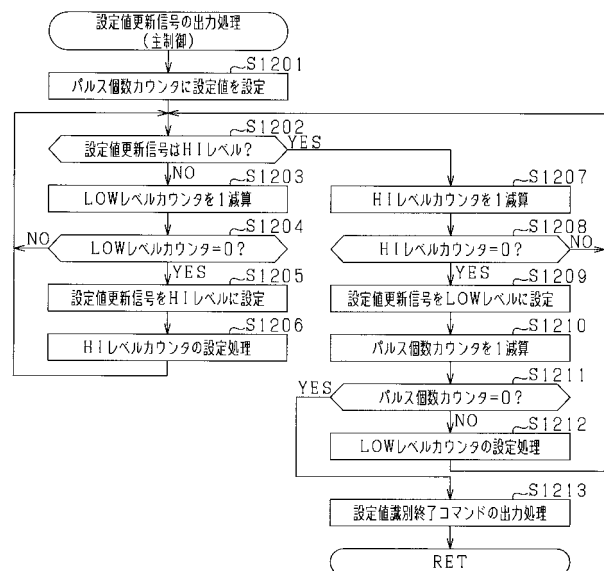 設定値更新信号の出力処理
(主制御)
S1201
パルス個数カウンタに設定値を設定
S1202
設定値更新信号はHIレベル?
YES
NO
S1203
LOWレベルカウンタを1減算
S1204
LOWレベルカウンタ=0?
NO
YES
S1205
設定値更新信号をHIレベルに設定
S1206
HIレベルカウンタの設定処理
S1207
HIレベルカウンタを1減算
S1208
HIレベルカウンタ=0?
NO
YES
S1209
設定値更新信号をLOWレベルに設定
S1210
パルス個数カウンタを1減算
S1211
YES
パルス個数カウンタ=0?
NO
S1212
LOWレベルカウンタの設定処理
S1213
設定値識別終了コマンドの出力処理
RET